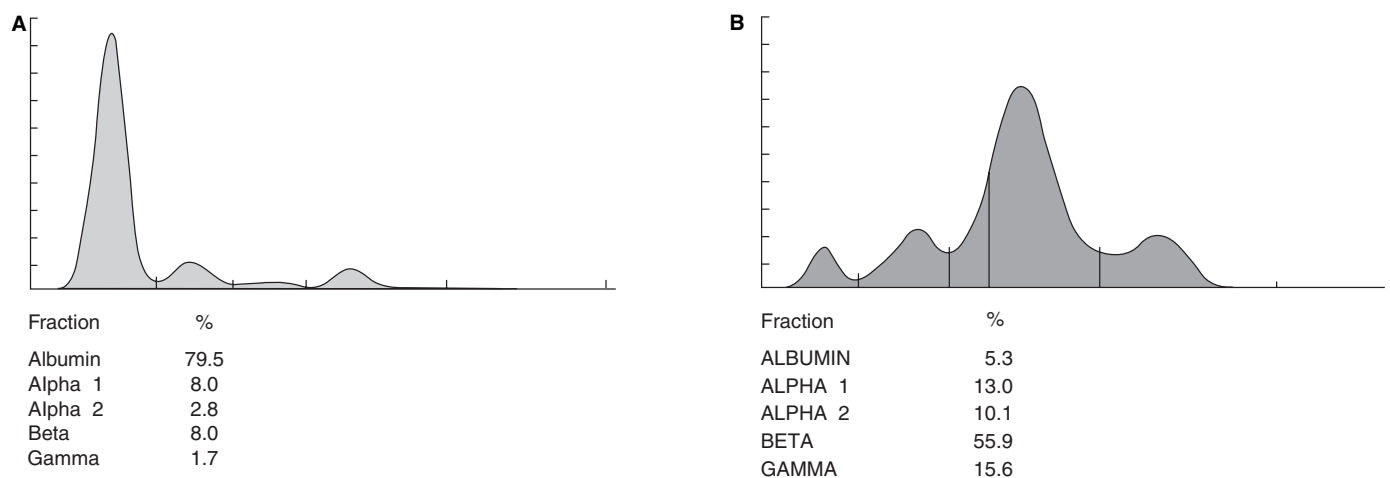 A
Fraction %
Albumin 79.5
Alpha 1 8.0
Alpha 2 2.8
Beta 8.0
Gamma 1.7
B
Fraction %
ALBUMIN 5.3
ALPHA 1 13.0
ALPHA 2 10.1
BETA 55.9
GAMMA 15.6